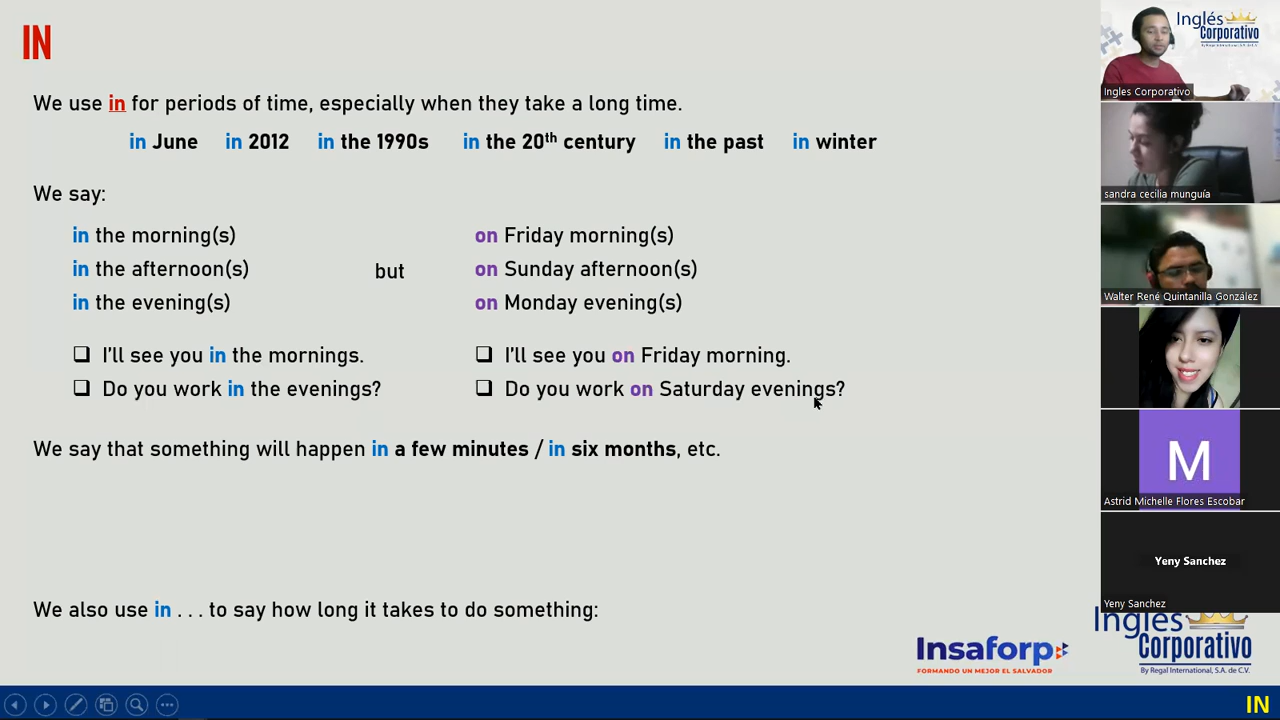 IN
We use in for periods of time, especially when they take a long time.
in June in 2012 in the 1990s in the 20th century in the past in winter
We say:
in the morning(s)
in the afternoon(s)
in the evening(s)
but
on Friday morning(s)
on Sunday afternoon(s)
on Monday evening(s)
❑ I'll see you in the mornings.
❑ Do you work in the evenings?
❑ I'll see you on Friday morning.
❑ Do you work on Saturday evenings?
We say that something will happen in a few minutes / in six months, etc.
We also use in . . . to say how long it takes to do something:
Insaforp
FORMANDO UN MEJOR EL SALVADOR
Inglés
Corporativo
By Regal International, S.A. de C.V.
IN
Inglés
Corporativo
By Regal International, S.A. de C.V.
Ingles Corporativo
sandra cecilia munguía
Walter René Quintanilla González
M
Astrid Michelle Flores Escobar
Yeny Sanchez
Yeny Sanchez